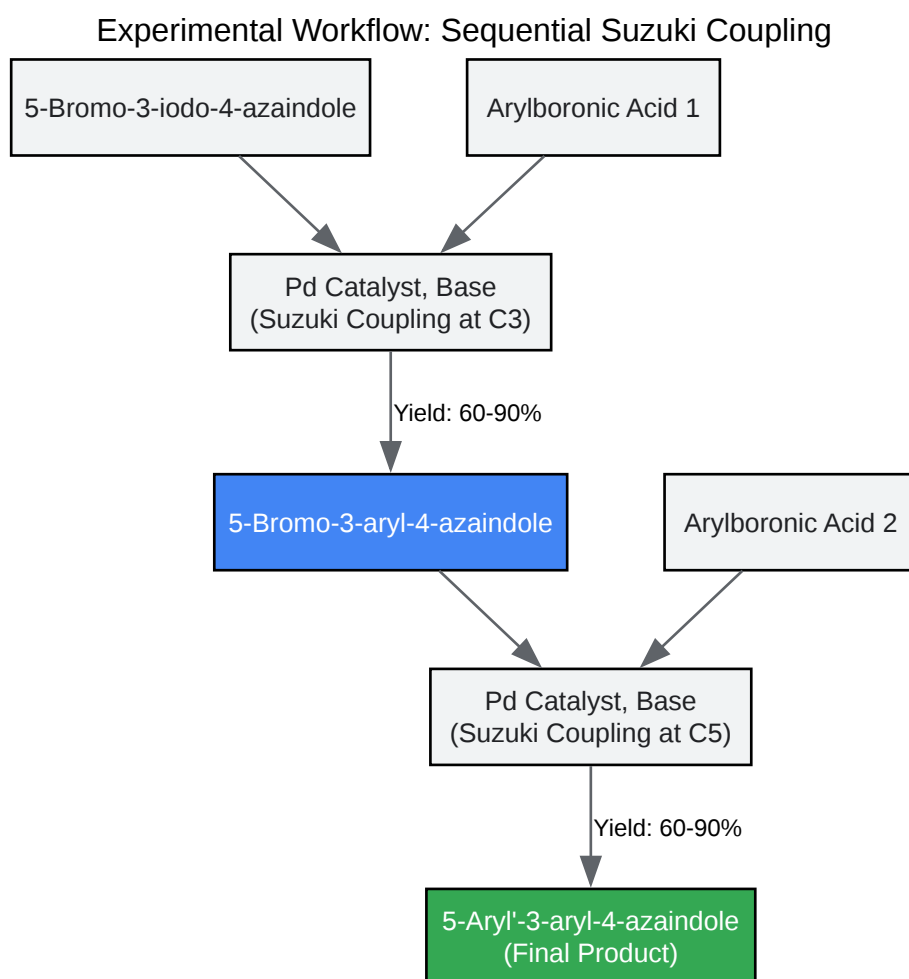 Experimental Workflow: Sequential Suzuki Coupling
5-Bromo-3-iodo-4-azaindole
Arylboronic Acid 1
Pd Catalyst, Base
(Suzuki Coupling at C3)
Yield: 60-90%
5-Bromo-3-aryl-4-azaindole
Arylboronic Acid 2
Pd Catalyst, Base
(Suzuki Coupling at C5)
Yield: 60-90%
5-Aryl'-3-aryl-4-azaindole
(Final Product)